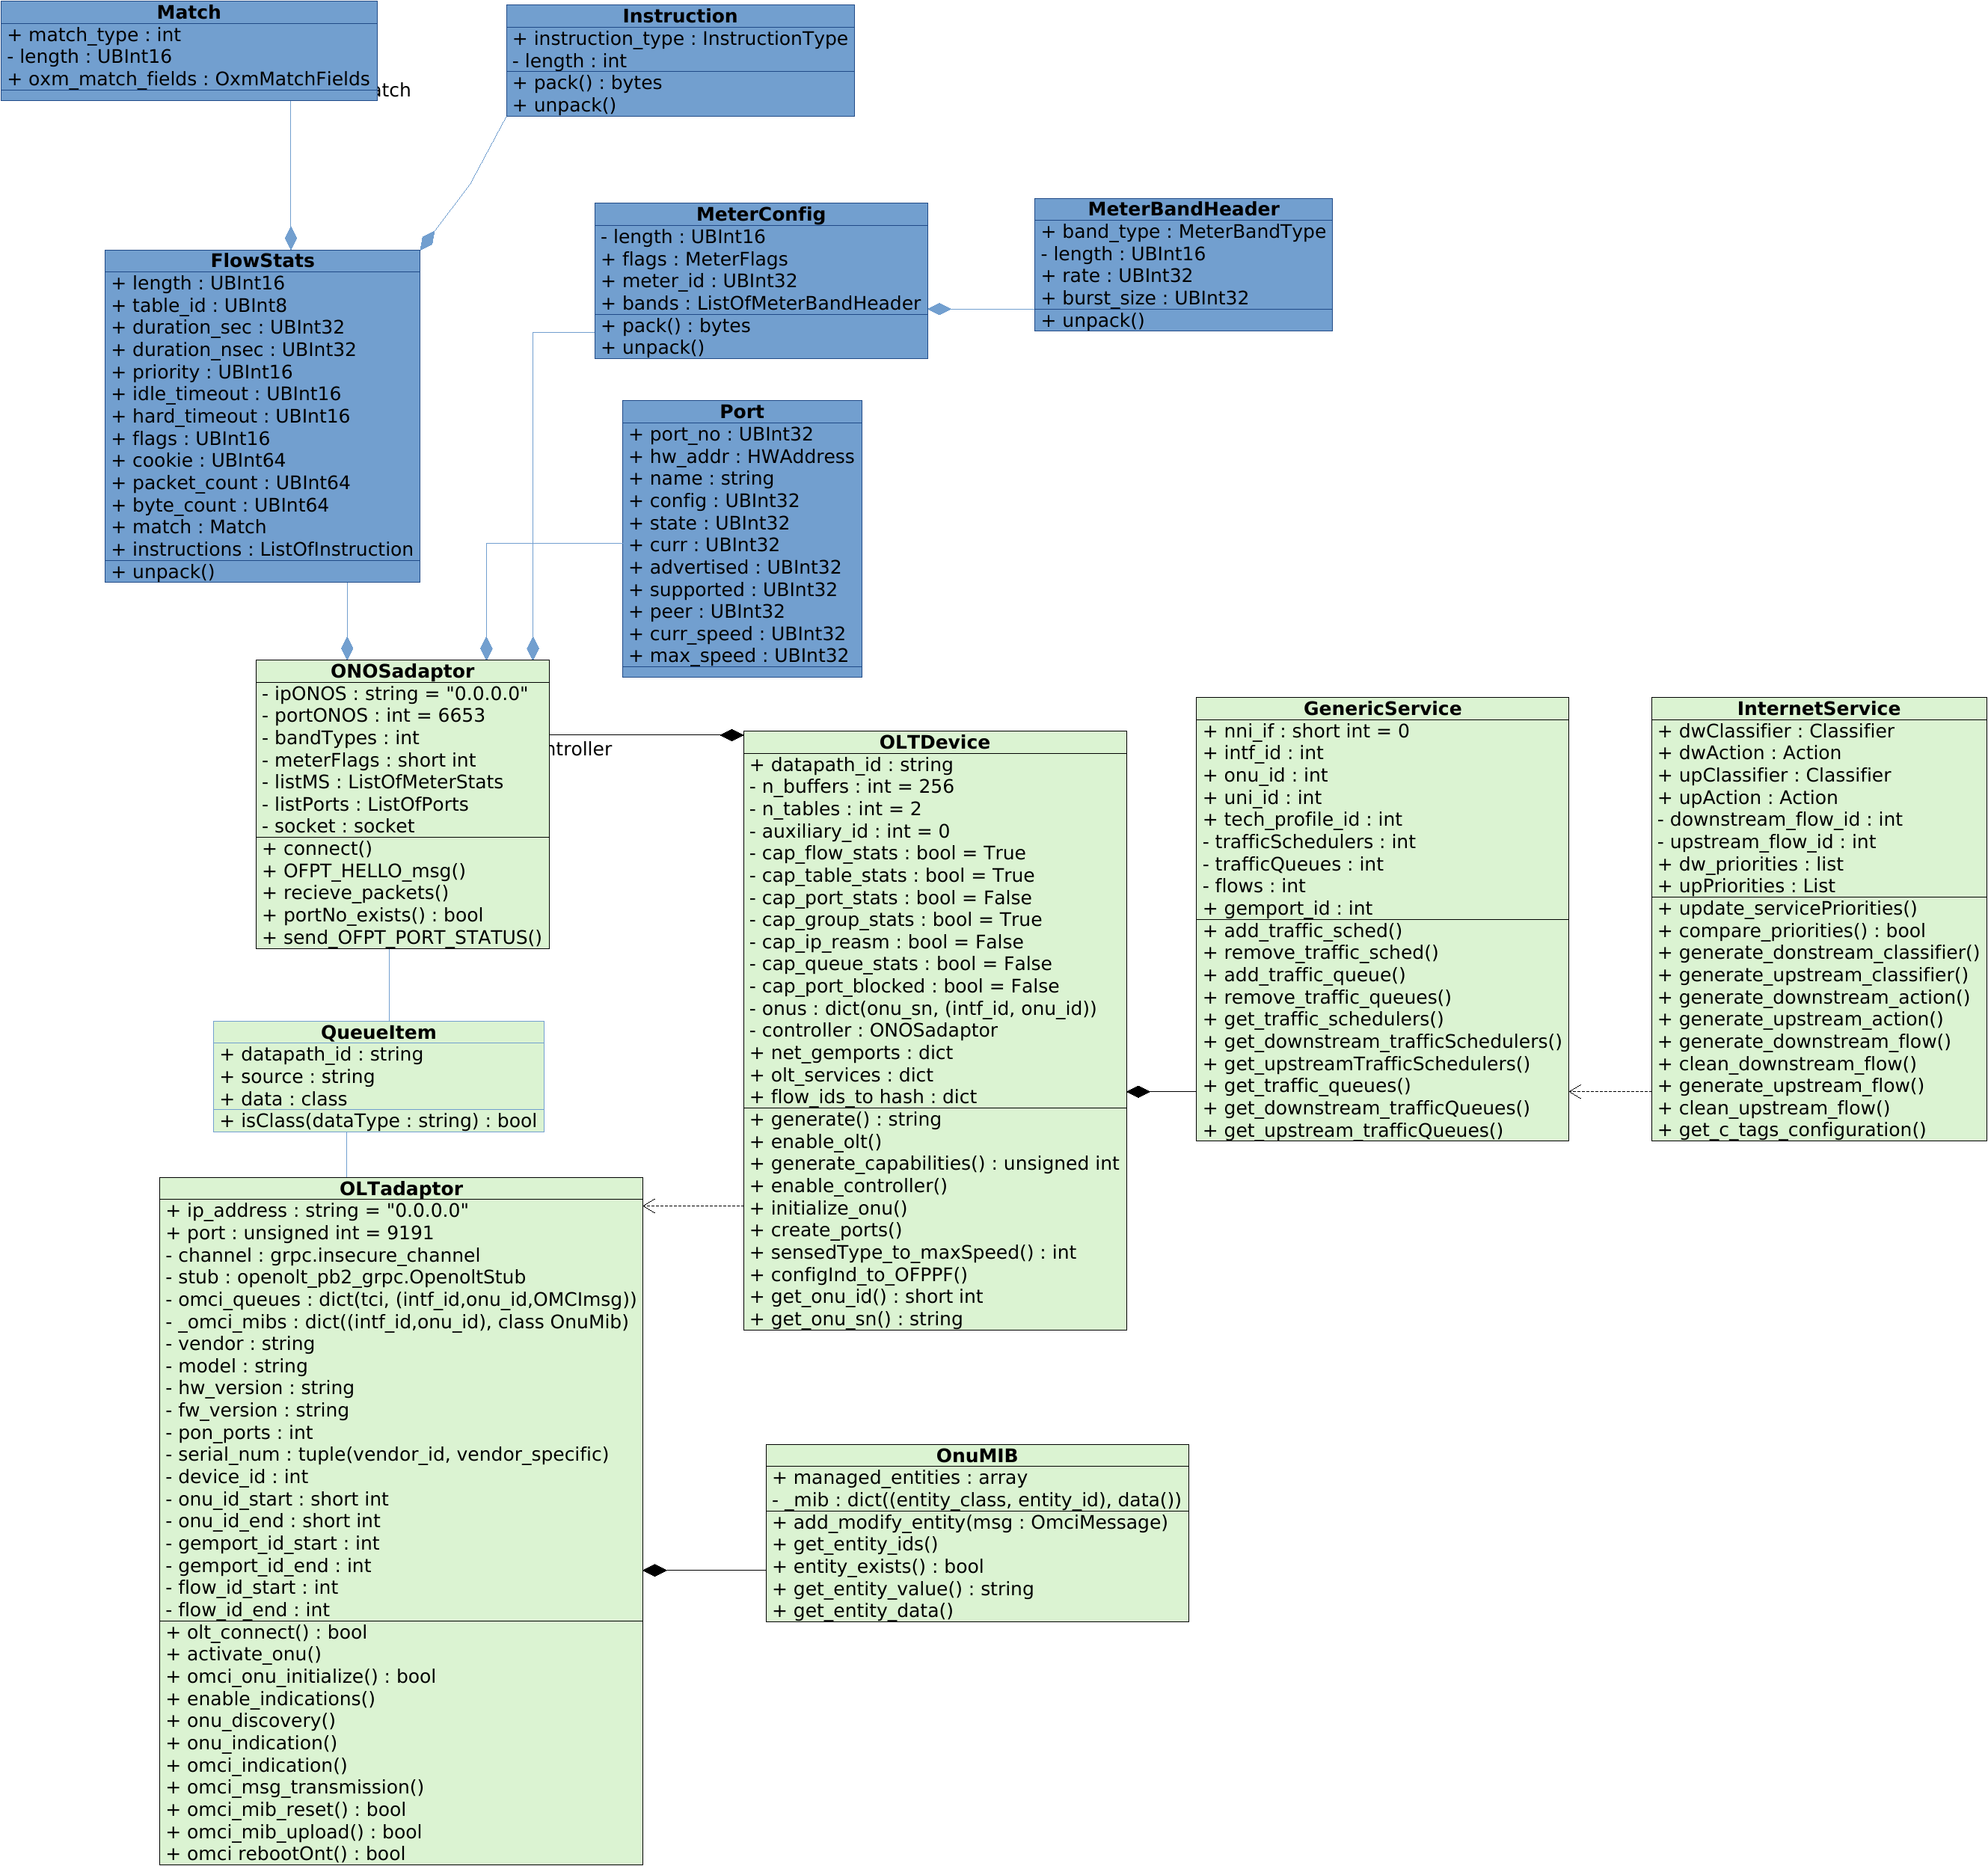 Match
+ match_type : int
- length : UBInt16
+ oxm_match_fields : OxmMatchFields
atch
Instruction
+ instruction_type : InstructionType
- length : int
+ pack() : bytes
+ unpack()
MeterConfig
- length : UBInt16
+ flags : MeterFlags
+ meter_id : UBInt32
+ bands : ListOfMeterBandHeader
+ pack() : bytes
+ unpack()
MeterBandHeader
+ band_type : MeterBandType
- length : UBInt16
+ rate : UBInt32
+ burst_size : UBInt32
+ unpack()
FlowStats
+ length : UBInt16
+ table_id : UBInt8
+ duration_sec : UBInt32
+ duration_nsec : UBInt32
+ priority : UBInt16
+ idle_timeout : UBInt16
+ hard_timeout : UBInt16
+ flags : UBInt16
+ cookie : UBInt64
+ packet_count : UBInt64
+ byte_count : UBInt64
+ match : Match
+ instructions : ListOfInstruction
+ unpack()
Port
+ port_no : UBInt32
+ hw_addr : HWAddress
+ name : string
+ config : UBInt32
+ state : UBInt32
+ curr : UBInt32
+ advertised : UBInt32
+ supported : UBInt32
+ peer : UBInt32
+ curr_speed : UBInt32
+ max_speed : UBInt32
ONOSadaptor
- ipONOS : string = "0.0.0.0"
- portONOS : int = 6653
- bandTypes : int
- meterFlags : short int
- listMS : ListOfMeterStats
- listPorts : ListOfPorts
- socket : socket
+ connect()
+ OFPT_HELLO_msg()
+ recieve_packets()
+ portNo_exists() : bool
+ send_OFPT_PORT_STATUS()
ntroller
OLTDevice
+ datapath_id : string
- n_buffers : int = 256
- n_tables : int = 2
- auxiliary_id : int = 0
- cap_flow_stats : bool = True
- cap_table_stats : bool = True
- cap_port_stats : bool = False
- cap_group_stats : bool = True
- cap_ip_reasm : bool = False
- cap_queue_stats : bool = False
- cap_port_blocked : bool = False
- onus : dict(onu_sn, (intf_id, onu_id))
- controller : ONOSadaptor
+ net_gemports : dict
+ olt_services : dict
+ flow_ids_to hash : dict
+ generate() : string
+ enable_olt()
+ generate_capabilities() : unsigned int
+ enable_controller()
+ initialize_onu()
+ create_ports()
+ sensedType_to_maxSpeed() : int
+ configInd_to_OFPPF()
+ get_onu_id() : short int
+ get_onu_sn() : string
GenericService
+ nni_if : short int = 0
+ intf_id : int
+ onu_id : int
+ uni_id : int
+ tech_profile_id : int
- trafficSchedulers : int
- trafficQueues : int
- flows : int
+ gemport_id : int
+ add_traffic_sched()
+ remove_traffic_sched()
+ add_traffic_queue()
+ remove_traffic_queues()
+ get_traffic_schedulers()
+ get_downstream_trafficSchedulers()
+ get_upstreamTrafficSchedulers()
+ get_traffic_queues()
+ get_downstream_trafficQueues()
+ get_upstream_trafficQueues()
InternetService
+ dwClassifier : Classifier
+ dwAction : Action
+ upClassifier : Classifier
+ upAction : Action
- downstream_flow_id : int
- upstream_flow_id : int
+ dw_priorities : list
+ upPriorities : List
+ update_servicePriorities()
+ compare_priorities() : bool
+ generate_donstream_classifier()
+ generate_upstream_classifier()
+ generate_downstream_action()
+ generate_upstream_action()
+ generate_downstream_flow()
+ clean_downstream_flow()
+ generate_upstream_flow()
+ clean_upstream_flow()
+ get_c_tags_configuration()
QueueItem
+ datapath_id : string
+ source : string
+ data : class
+ isClass(dataType : string) : bool
OLTadaptor
+ ip_address : string = "0.0.0.0"
+ port : unsigned int = 9191
- channel : grpc.insecure_channel
- stub : openolt_pb2_grpc.OpenoltStub
- omci_queues : dict(tci, (intf_id,onu_id,OMCImsg))
- _omci_mibs : dict((intf_id,onu_id), class OnuMib)
- vendor : string
- model : string
- hw_version : string
- fw_version : string
- pon_ports : int
- serial_num : tuple(vendor_id, vendor_specific)
- device_id : int
- onu_id_start : short int
- onu_id_end : short int
- gemport_id_start : int
- gemport_id_end : int
- flow_id_start : int
- flow_id_end : int
+ olt_connect() : bool
+ activate_onu()
+ omci_onu_initialize() : bool
+ enable_indications()
+ onu_discovery()
+ onu_indication()
+ omci_indication()
+ omci_msg_transmission()
+ omci_mib_reset() : bool
+ omci_mib_upload() : bool
+ omci rebootOnt() : bool
OnuMIB
+ managed_entities : array
- _mib : dict((entity_class, entity_id), data())
+ add_modify_entity(msg : OmciMessage)
+ get_entity_ids()
+ entity_exists() : bool
+ get_entity_value() : string
+ get_entity_data()